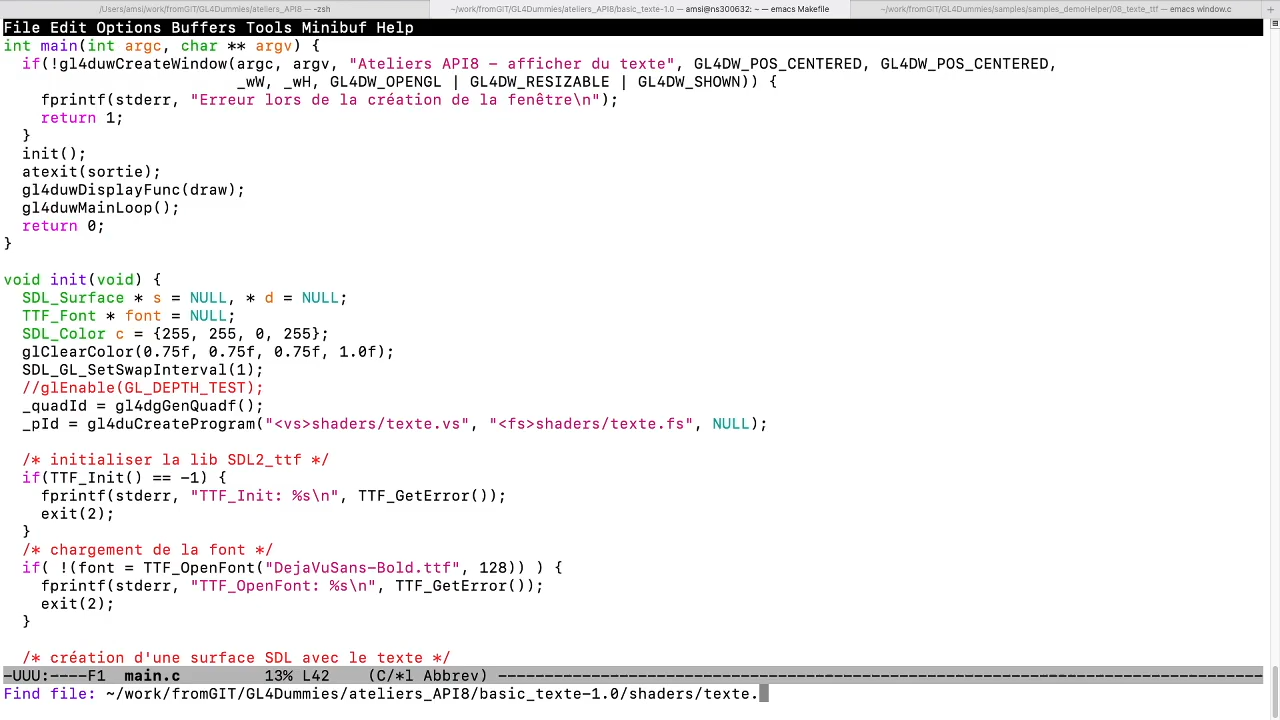 /Users/amsi/work/fromGIT/GL4Dummies/ateliers_API8 — -zsh
~/work/fromGIT/GL4Dummies/ateliers_API8/basic_texte-1.0 — amsi@ns300632: ~ — emacs Makefile
~/work/fromGIT/GL4Dummies/samples/samples_demoHelper/08_texte_ttf — emacs window.c
+
File Edit Options Buffers Tools Minibuf Help
int main(int argc, char ** argv) {
  if(!gl4duwCreateWindow(argc, argv, "Ateliers API8 - afficher du texte", GL4DW_POS_CENTERED, GL4DW_POS_CENTERED,
                         _wW, _wH, GL4DW_OPENGL | GL4DW_RESIZABLE | GL4DW_SHOWN)) {
    fprintf(stderr, "Erreur lors de la création de la fenêtre\n");
    return 1;
  }
  init();
  atexit(sortie);
  gl4duwDisplayFunc(draw);
  gl4duwMainLoop();
  return 0;
}
void init(void) {
  SDL_Surface * s = NULL, * d = NULL;
  TTF_Font * font = NULL;
  SDL_Color c = {255, 255, 0, 255};
  glClearColor(0.75f, 0.75f, 0.75f, 1.0f);
  SDL_GL_SetSwapInterval(1);
  //glEnable(GL_DEPTH_TEST);
  _quadId = gl4dgGenQuadf();
  _pId = gl4duCreateProgram("<vs>shaders/texte.vs", "<fs>shaders/texte.fs", NULL);
  /* initialiser la lib SDL2_ttf */
  if(TTF_Init() == -1) {
    fprintf(stderr, "TTF_Init: %s\n", TTF_GetError());
    exit(2);
  }
  /* chargement de la font */
  if( !(font = TTF_OpenFont("DejaVuSans-Bold.ttf", 128)) ) {
    fprintf(stderr, "TTF_OpenFont: %s\n", TTF_GetError());
    exit(2);
  }
  /* création d'une surface SDL avec le texte */
-UUU:----F1  main.c         13% L42    (C/*l Abbrev) ----------------------------------------------------------------------------------
Find file: ~/work/fromGIT/GL4Dummies/ateliers_API8/basic_texte-1.0/shaders/texte.